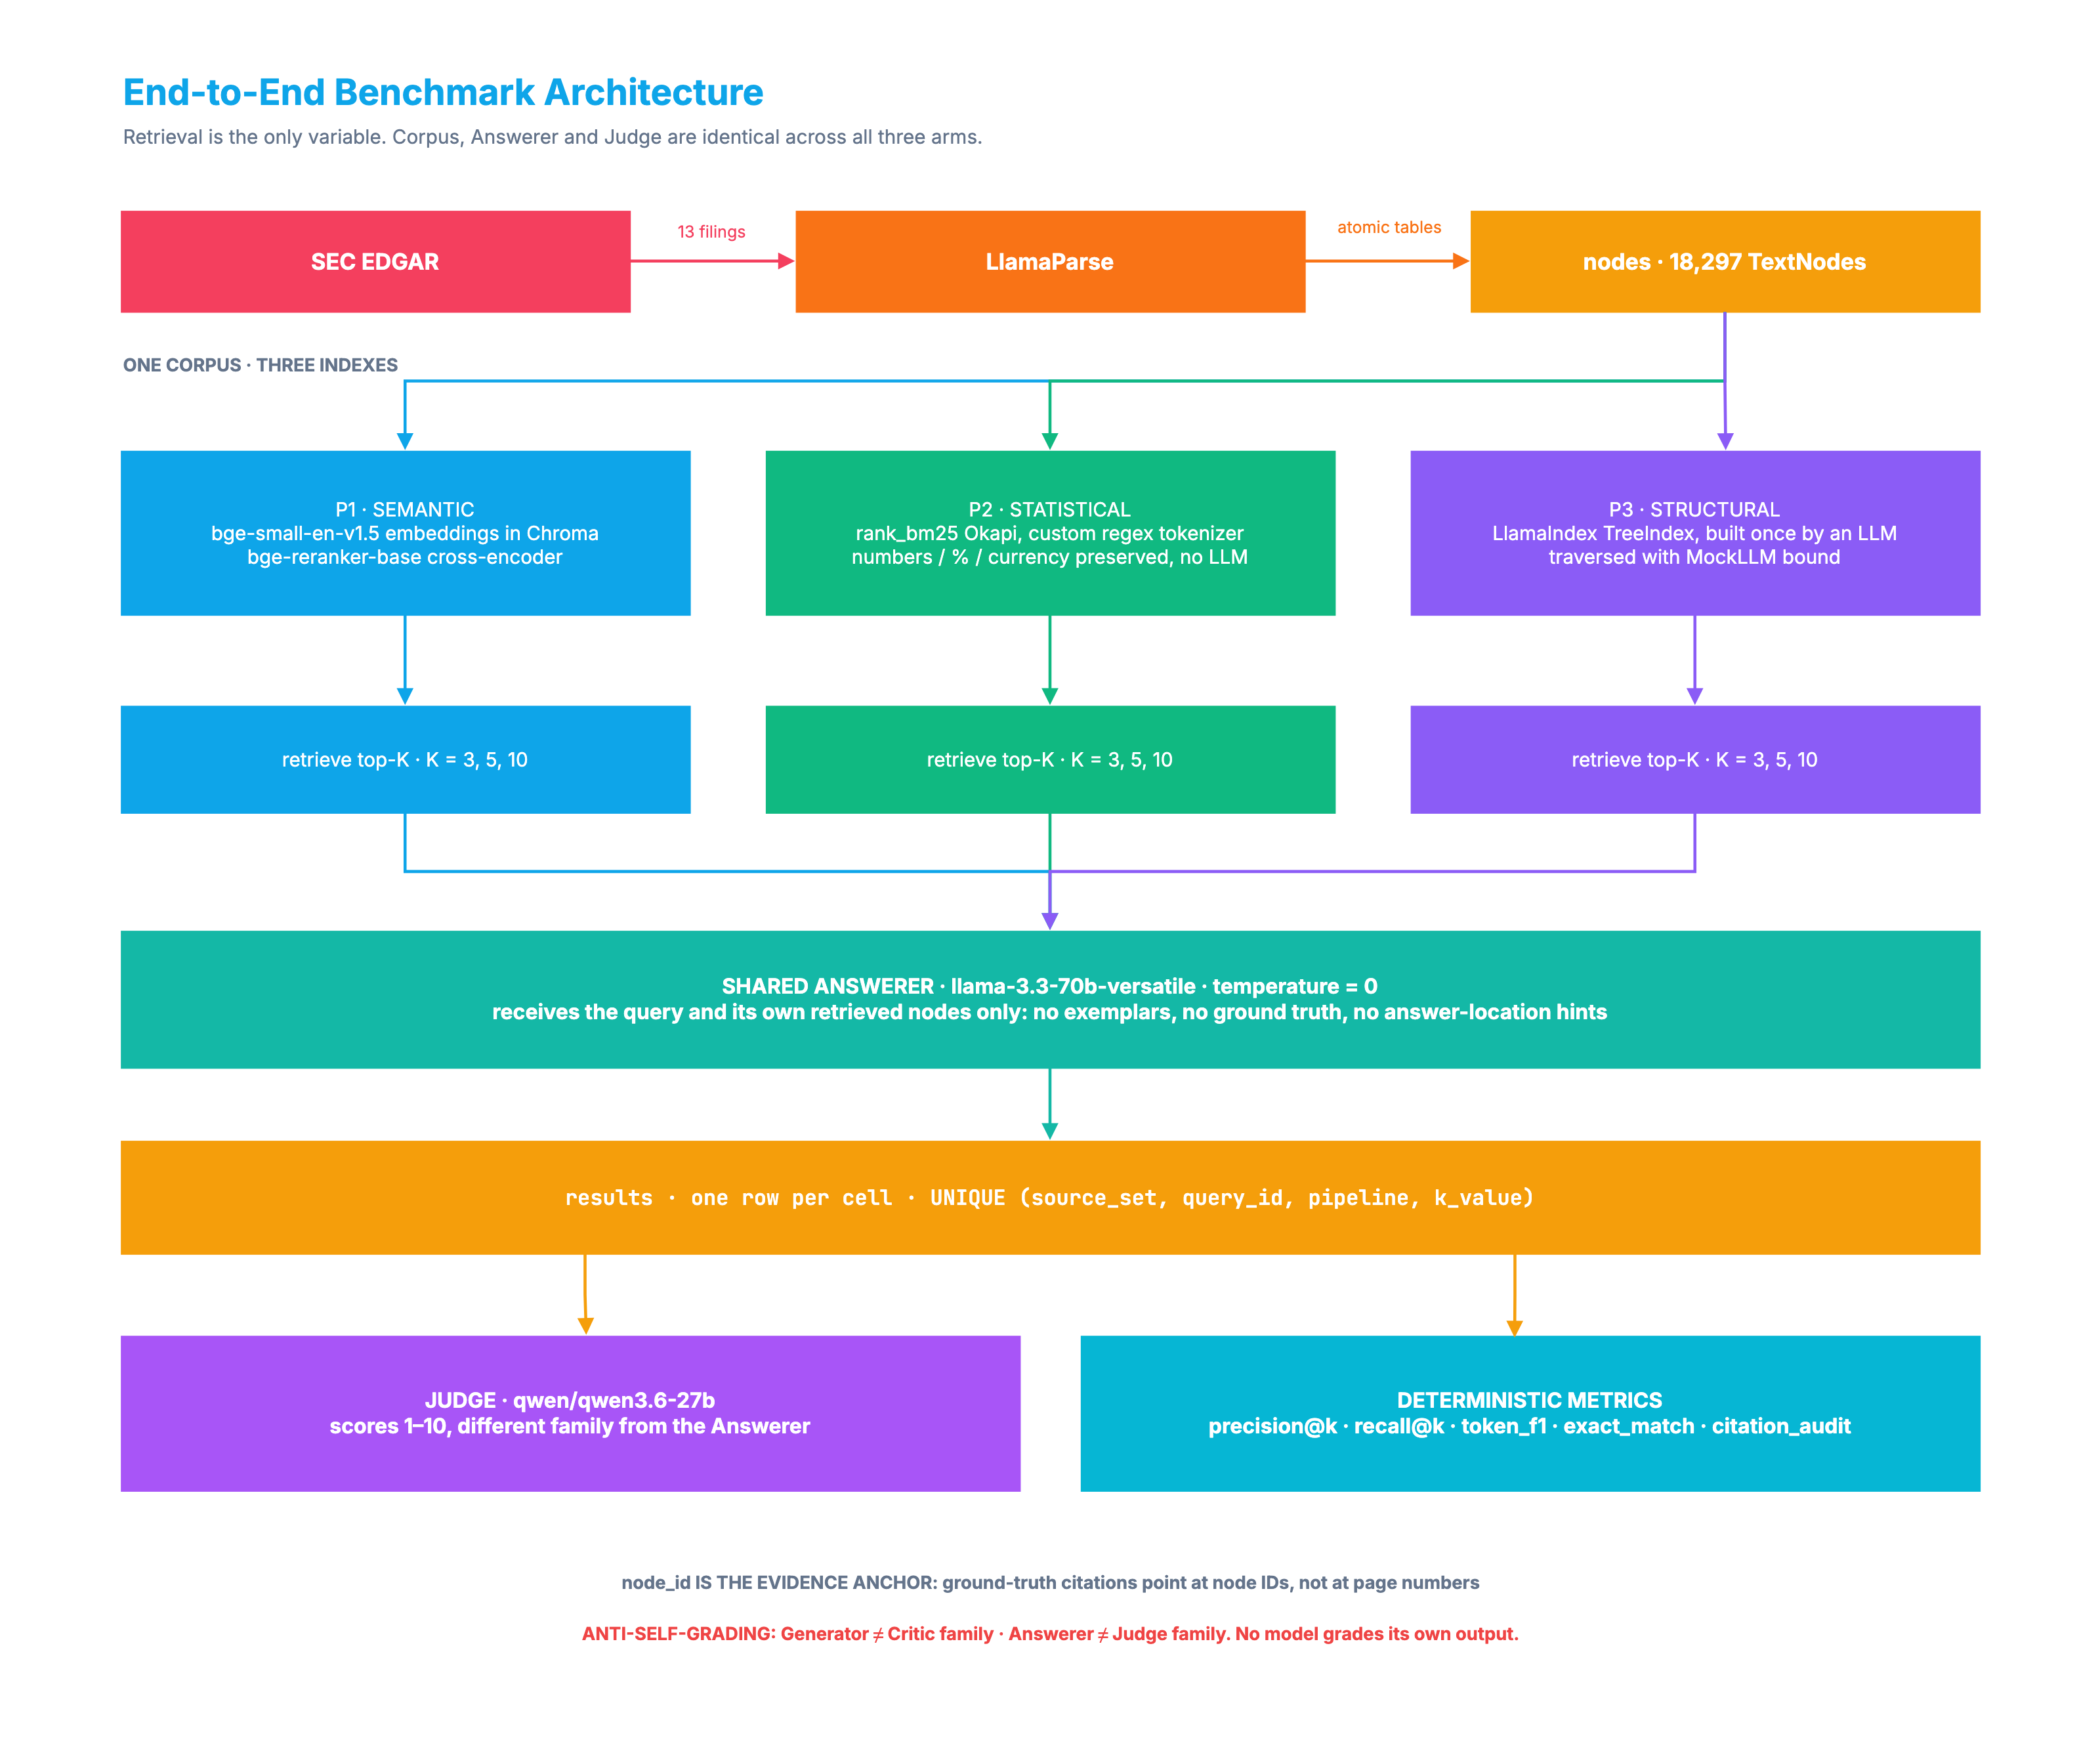 End-to-End Benchmark Architecture
Retrieval is the only variable. Corpus, Answerer and Judge are identical across all three arms.
SEC EDGAR
13 filings
LlamaParse
atomic tables
nodes · 18,297 TextNodes
ONE CORPUS · THREE INDEXES
P1 · SEMANTIC
bge-small-en-v1.5 embeddings in Chroma
bge-reranker-base cross-encoder
P2 · STATISTICAL
rank_bm25 Okapi, custom regex tokenizer
numbers / % / currency preserved, no LLM
P3 · STRUCTURAL
LlamaIndex TreeIndex, built once by an LLM
traversed with MockLLM bound
retrieve top-K · K = 3, 5, 10
retrieve top-K · K = 3, 5, 10
retrieve top-K · K = 3, 5, 10
SHARED ANSWERER · llama-3.3-70b-versatile · temperature = 0
receives the query and its own retrieved nodes only: no exemplars, no ground truth, no answer-location hints
results · one row per cell · UNIQUE (source_set, query_id, pipeline, k_value)
JUDGE · qwen/qwen3.6-27b
scores 1–10, different family from the Answerer
DETERMINISTIC METRICS
precision@k · recall@k · token_f1 · exact_match · citation_audit
node_id IS THE EVIDENCE ANCHOR: ground-truth citations point at node IDs, not at page numbers
ANTI-SELF-GRADING: Generator ≠ Critic family · Answerer ≠ Judge family. No model grades its own output.